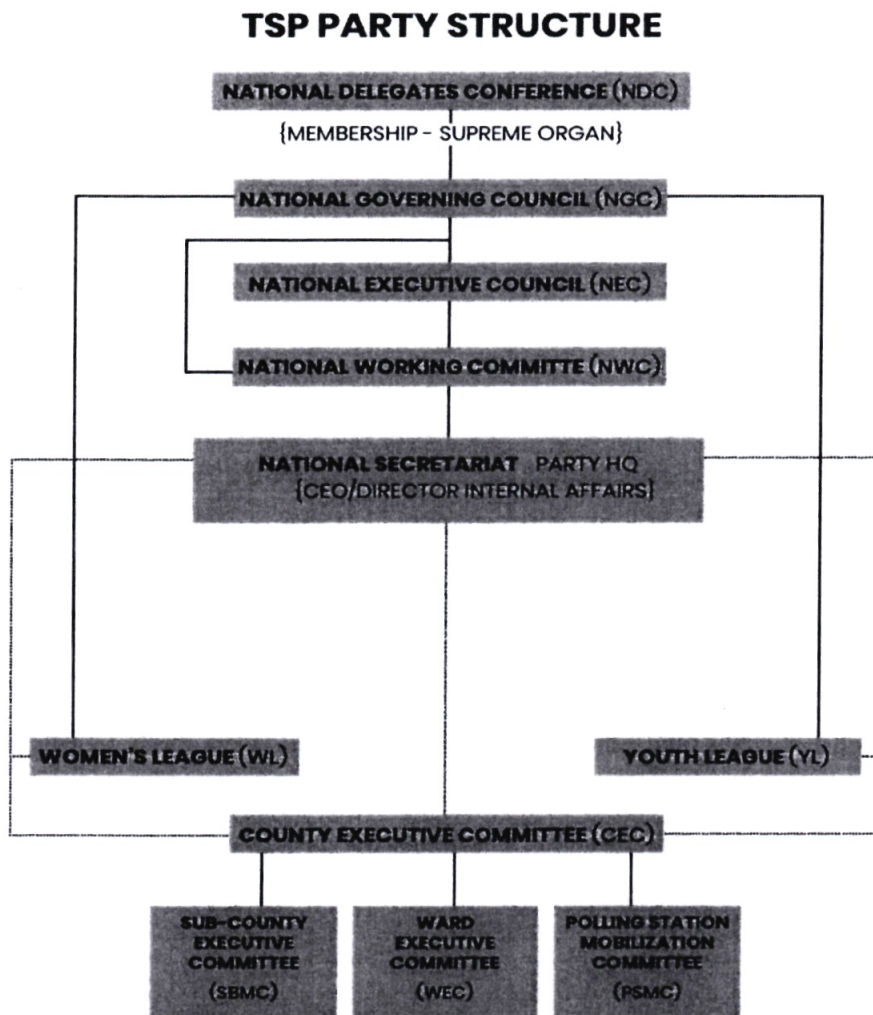 TSP PARTY STRUCTURE
NATIONAL DELEGATES CONFERENCE (NDC)
{MEMBERSHIP - SUPREME ORGAN}
NATIONAL GOVERNING COUNCIL (NGC)
NATIONAL EXECUTIVE COUNCIL (NEC)
NATIONAL WORKING COMMITTE (NWC)
NATIONAL SECRETARIAT PARTY HQ
{CEO/DIRECTOR INTERNAL AFFAIRS}
WOMEN'S LEAGUE (WL)
YOUTH LEAGUE (YL)
COUNTY EXECUTIVE COMMITTEE (CEC)
SUB-COUNTY
EXECUTIVE
COMMITTEE
(SBMC)
WARD
EXECUTIVE
COMMITTEE
(WEC)
POLLING STATION
MOBILIZATION
COMMITTEE
(PSMC)